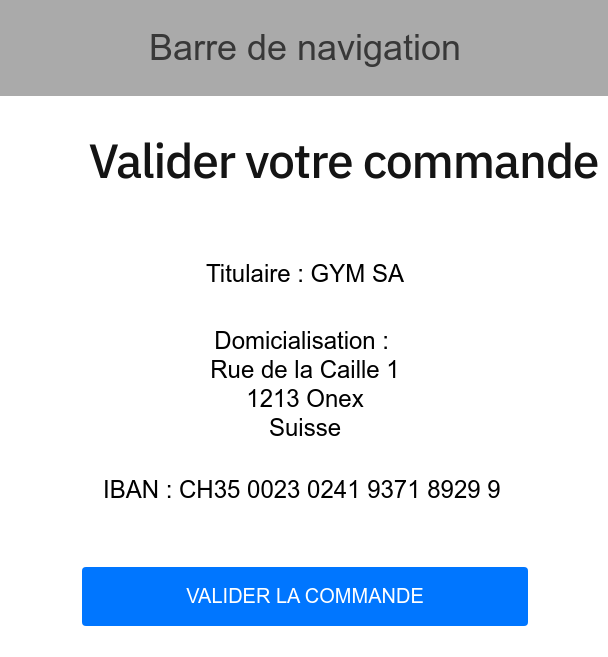 Barre de navigation
Valider votre commande
Titulaire : GYM SA
Domicialisation :
Rue de la Caille 1
1213 Onex
Suisse
IBAN : CH35 0023 0241 9371 8929 9
VALIDER LA COMMANDE